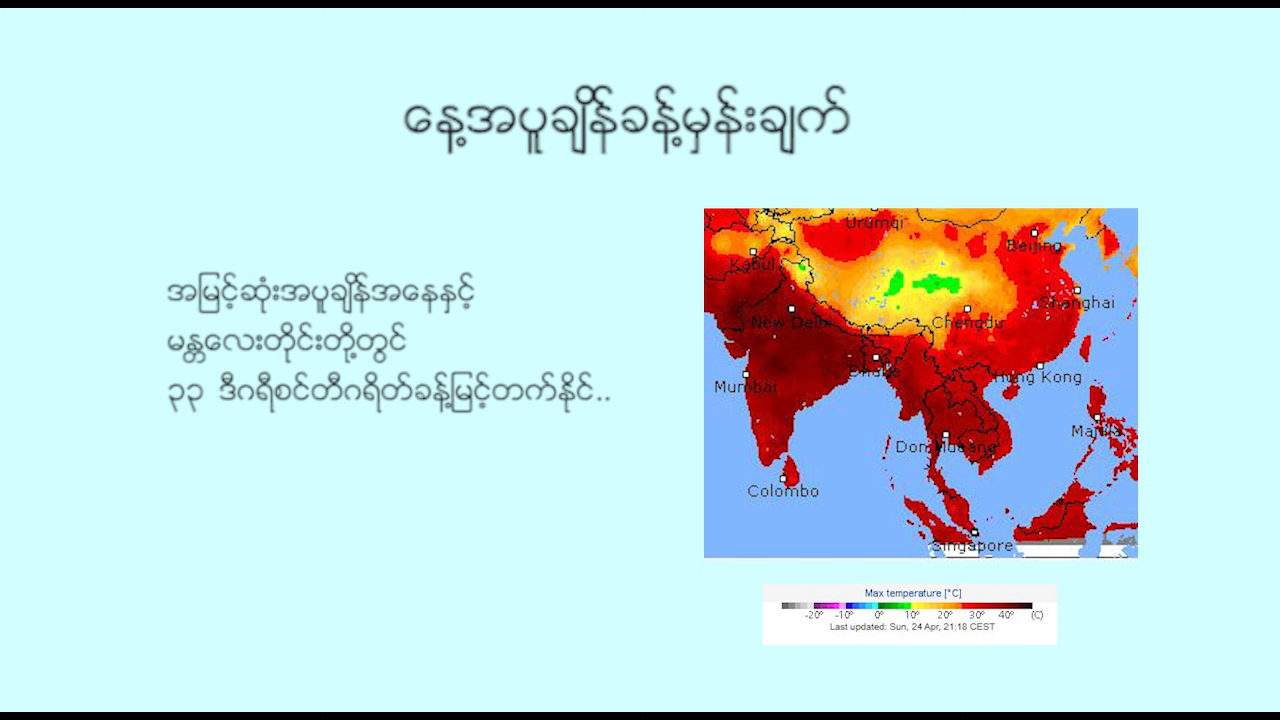 နေ့အပူချိန်ခန့်မှန်းချက်
အမြင့်ဆုံးအပူချိန်အနေနှင့်
မန္တလေးတိုင်းတို့တွင်
၃၃ ဒီဂရီစင်တီဂရိတ်ခန့်မြင့်တက်နိုင်..
Ürümqi
Beijing
Kabul
Shanghai
New Delhi
Chengdu
Dhaka
Hong Kong
Mumbai
Manila
Don Mueang
Colombo
Singapore
Max temperature [°C]
-20° -10° 0° 10° 20° 30° 40° (C)
Last updated: Sun, 24 Apr, 21:18 CEST